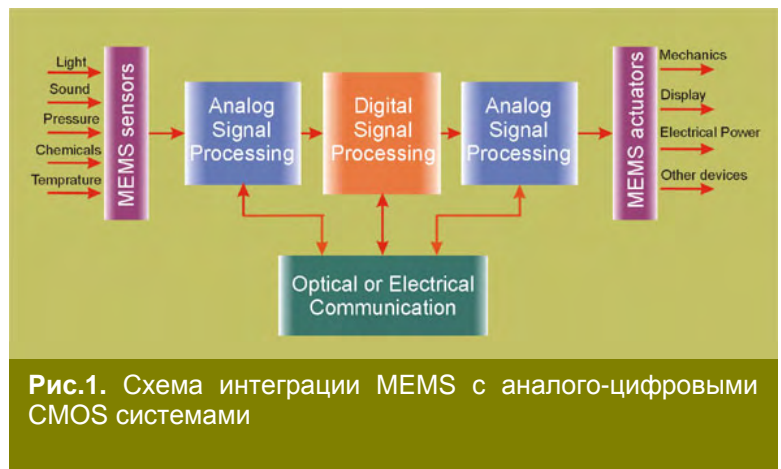 Light
Sound
Pressure
Chemicals
Temprature
MEMS sensors
Analog
Signal
Processing
Digital
Signal
Processing
Analog
Signal
Processing
MEMS actuators
Mechanics
Display
Electrical Power
Other devices
Optical or Electrical
Communication
Рис.1. Схема интеграции MEMS с аналого-цифровыми
CMOS системами